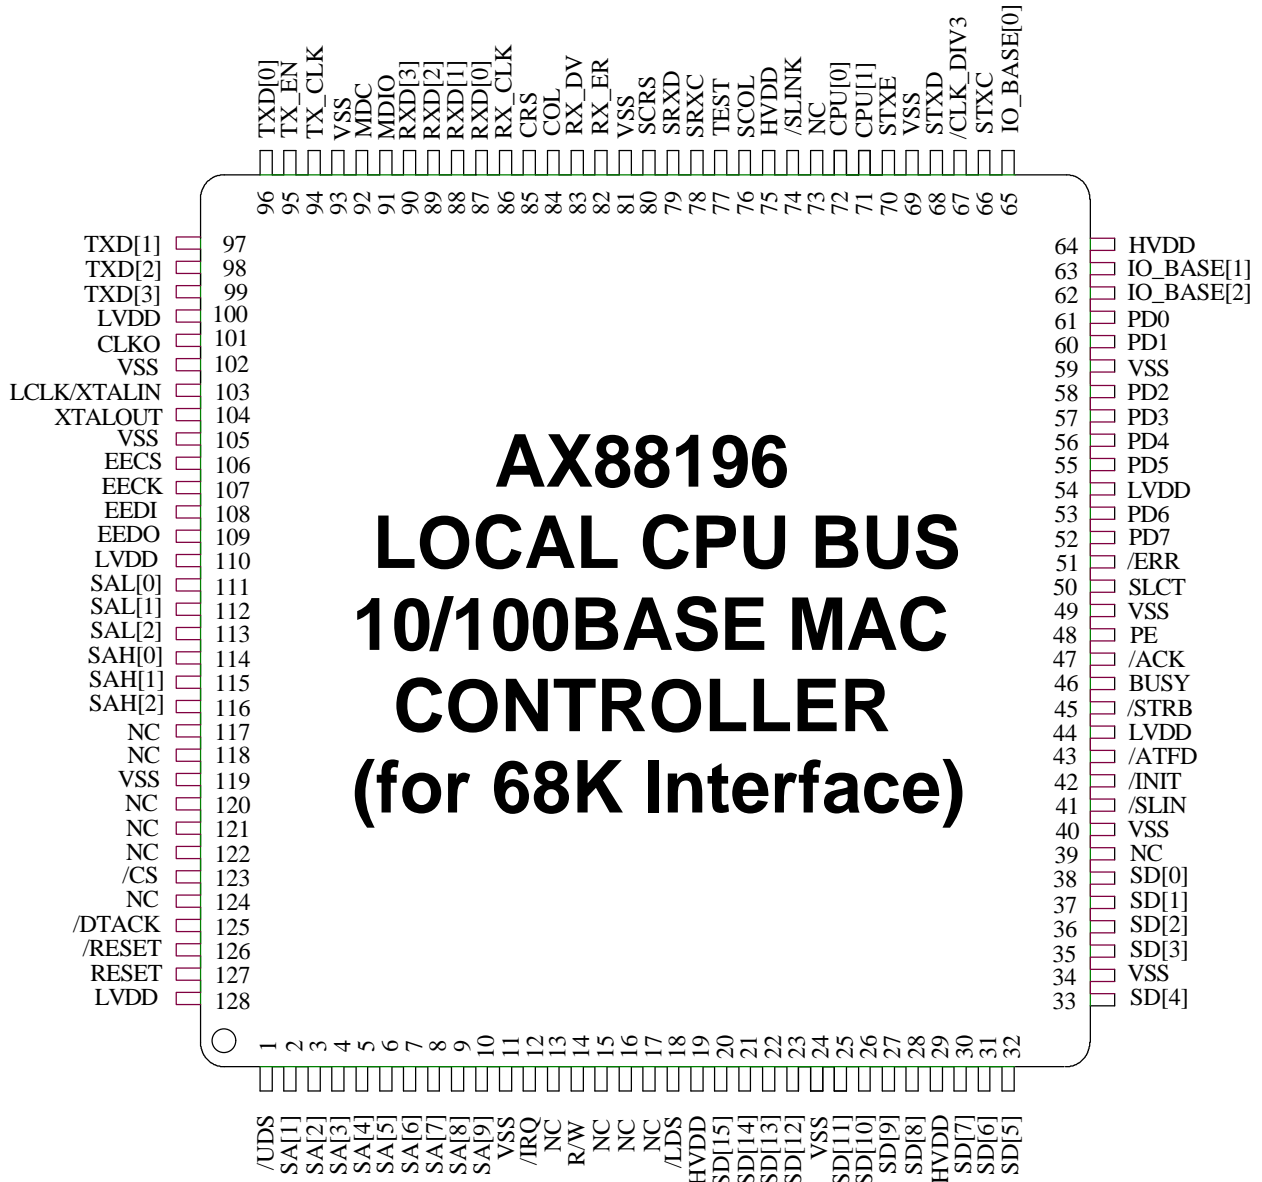 TXD[0] TX_EN TX_CLK VSS MDC MDIO RXD[3] RXD[2] RXD[1] RXD[0] RX_CLK CRS COL RX_DV RX_ER VSS SCRS SRXD SRXC TEST SCOL HVDD /SLINK NC CPU[0] CPU[1] STXE VSS STXD /CLK_DIV3 STXC IO_BASE[0]
96 95 94 93 92 91 90 89 88 87 86 85 84 83 82 81 80 79 78 77 76 75 74 73 72 71 70 69 68 67 66 65
TXD[1] 97
TXD[2] 98
TXD[3] 99
LVDD 100
CLKO 101
VSS 102
LCLK/XTALIN 103
XTALOUT 104
VSS 105
EECS 106
EECK 107
EEDI 108
EEDO 109
LVDD 110
SAL[0] 111
SAL[1] 112
SAL[2] 113
SAH[0] 114
SAH[1] 115
SAH[2] 116
NC 117
NC 118
VSS 119
NC 120
NC 121
NC 122
/CS 123
NC 124
/DTACK 125
/RESET 126
RESET 127
LVDD 128
AX88196
LOCAL CPU BUS
10/100BASE MAC
CONTROLLER
(for 68K Interface)
64 HVDD
63 IO_BASE[1]
62 IO_BASE[2]
61 PD0
60 PD1
59 VSS
58 PD2
57 PD3
56 PD4
55 PD5
54 LVDD
53 PD6
52 PD7
51 /ERR
50 SLCT
49 VSS
48 PE
47 /ACK
46 BUSY
45 /STRB
44 LVDD
43 /ATFD
42 /INIT
41 /SLIN
40 VSS
39 NC
38 SD[0]
37 SD[1]
36 SD[2]
35 SD[3]
34 VSS
33 SD[4]
1 2 3 4 5 6 7 8 9 10 11 12 13 14 15 16 17 18 19 20 21 22 23 24 25 26 27 28 29 30 31 32
/UDS SA[1] SA[2] SA[3] SA[4] SA[5] SA[6] SA[7] SA[8] SA[9] VSS /IRQ NC R/W NC NC NC /LDS HVDD SD[15] SD[14] SD[13] SD[12] VSS SD[11] SD[10] SD[9] SD[8] HVDD SD[7] SD[6] SD[5]